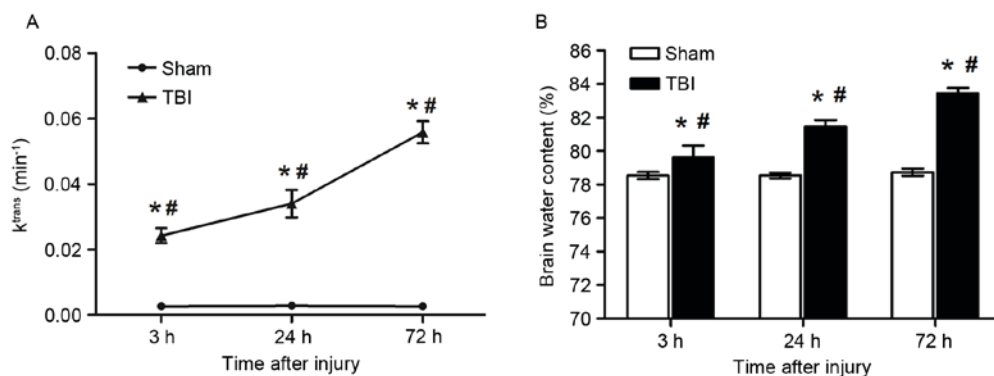 A
0.08
0.06
0.04
0.02
0.00
k^trans (min^-1)
Sham
TBI
* #
* #
* #
3 h
24 h
72 h
Time after injury
B
86
84
82
80
78
76
74
72
70
Brain water content (%)
Sham
TBI
* #
* #
* #
3 h
24 h
72 h
Time after injury